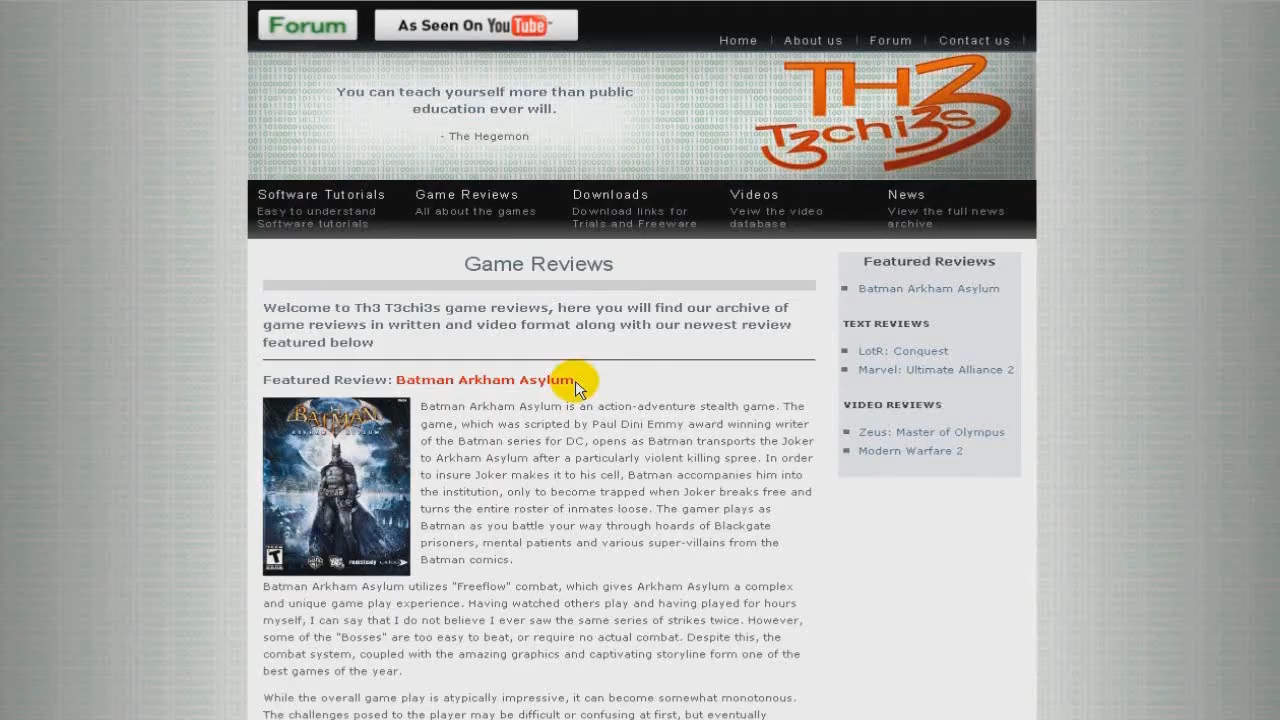 Forum
As Seen On YouTube
Home
About us
Forum
Contact us
You can teach yourself more than public
education ever will.
- The Hegemon
TH3
T3chi3s
Software Tutorials
Easy to understand
Software tutorials
Game Reviews
All about the games
Downloads
Download links for
Trials and Freeware
Videos
Veiw the video
database
News
View the full news
archive
Game Reviews
Welcome to Th3 T3chi3s game reviews, here you will find our archive of
game reviews in written and video format along with our newest review
featured below
Featured Review: Batman Arkham Asylum
BATMAN
Batman Arkham Asylum is an action-adventure stealth game. The
game, which was scripted by Paul Dini Emmy award winning writer
of the Batman series for DC, opens as Batman transports the Joker
to Arkham Asylum after a particularly violent killing spree. In order
to insure Joker makes it to his cell, Batman accompanies him into
the institution, only to become trapped when Joker breaks free and
turns the entire roster of inmates loose. The gamer plays as
Batman as you battle your way through hoards of Blackgate
prisoners, mental patients and various super-villains from the
Batman comics.
Batman Arkham Asylum utilizes "Freeflow" combat, which gives Arkham Asylum a complex
and unique game play experience. Having watched others play and having played for hours
myself, I can say that I do not believe I ever saw the same series of strikes twice. However,
some of the "Bosses" are too easy to beat, or require no actual combat. Despite this, the
combat system, coupled with the amazing graphics and captivating storyline form one of the
best games of the year.
While the overall game play is atypically impressive, it can become somewhat monotonous.
The challenges posed to the player may be difficult or confusing at first, but eventually
Featured Reviews
Batman Arkham Asylum
TEXT REVIEWS
LotR: Conquest
Marvel: Ultimate Alliance 2
VIDEO REVIEWS
Zeus: Master of Olympus
Modern Warfare 2